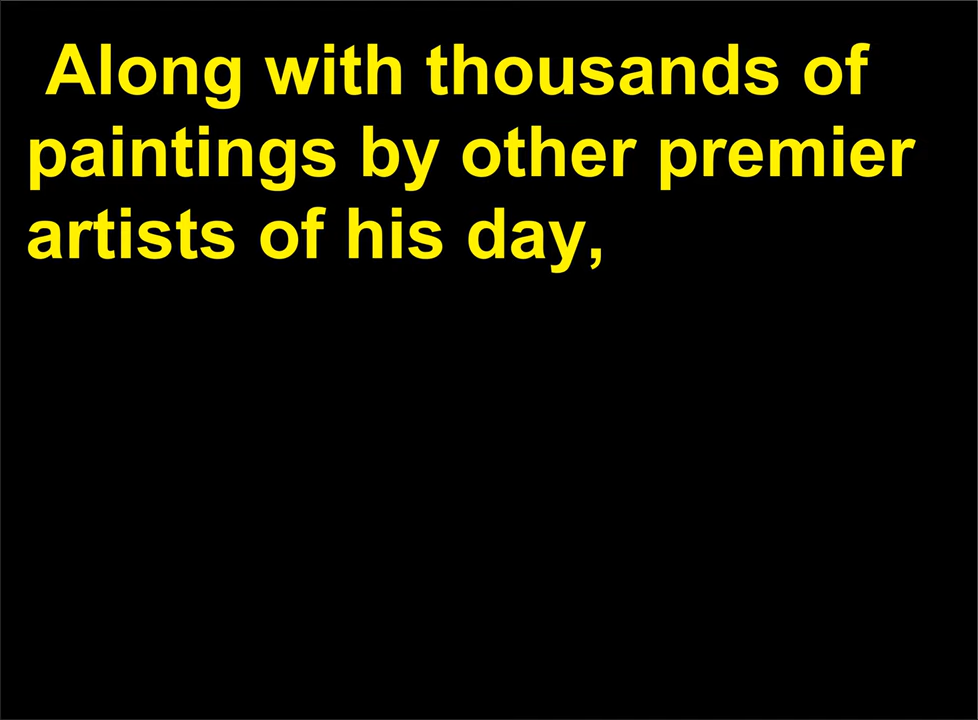 Along with thousands of
paintings by other premier
artists of his day,